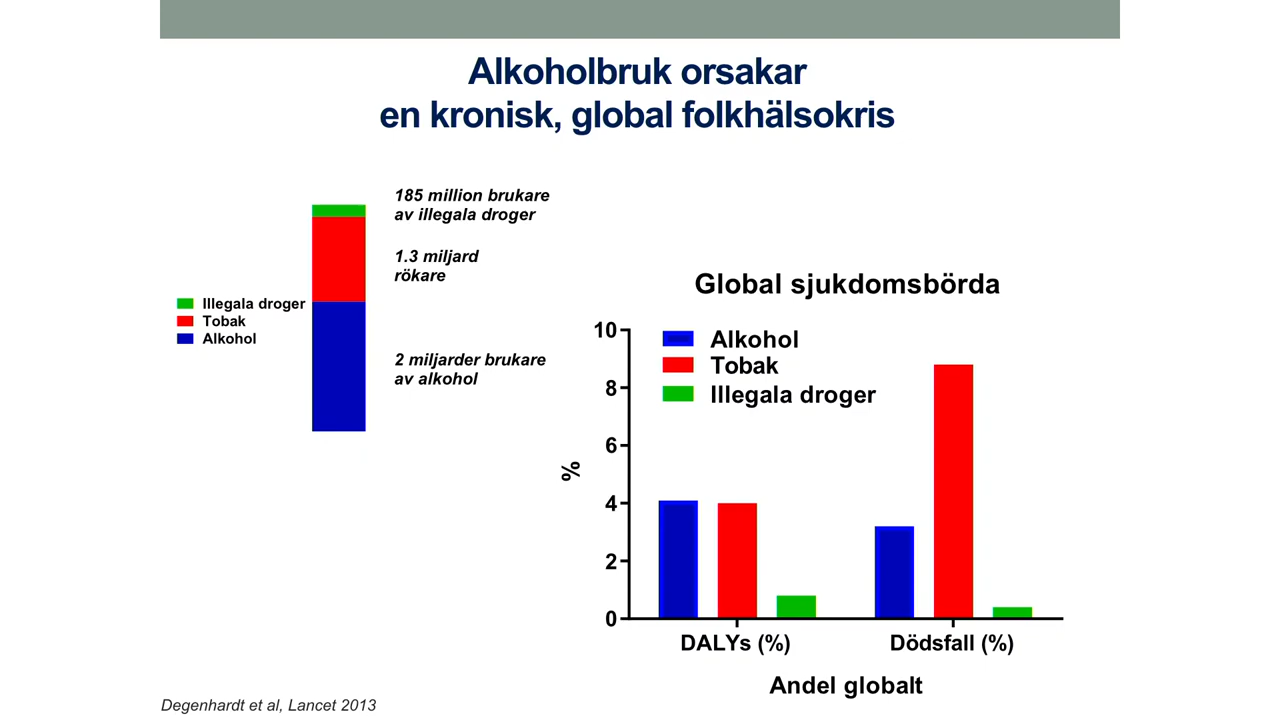 Alkoholbruk orsakar
en kronisk, global folkhälsokris
185 million brukare
av illegala droger
1.3 miljard
rökare
Illegala droger
Tobak
Alkohol
2 miljarder brukare
av alkohol
Global sjukdomsbörda
10
8
6
4
2
0
%
Alkohol
Tobak
Illegala droger
DALYs (%)
Dödsfall (%)
Andel globalt
Degenhardt et al, Lancet 2013